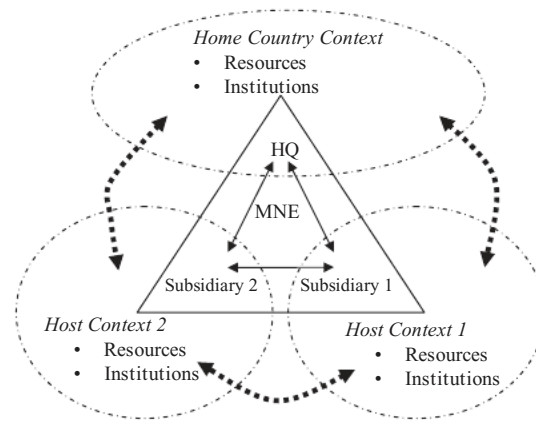 Home Country Context
• Resources
• Institutions
HQ
MNE
Subsidiary 2
Subsidiary 1
Host Context 2
• Resources
• Institutions
Host Context 1
• Resources
• Institutions